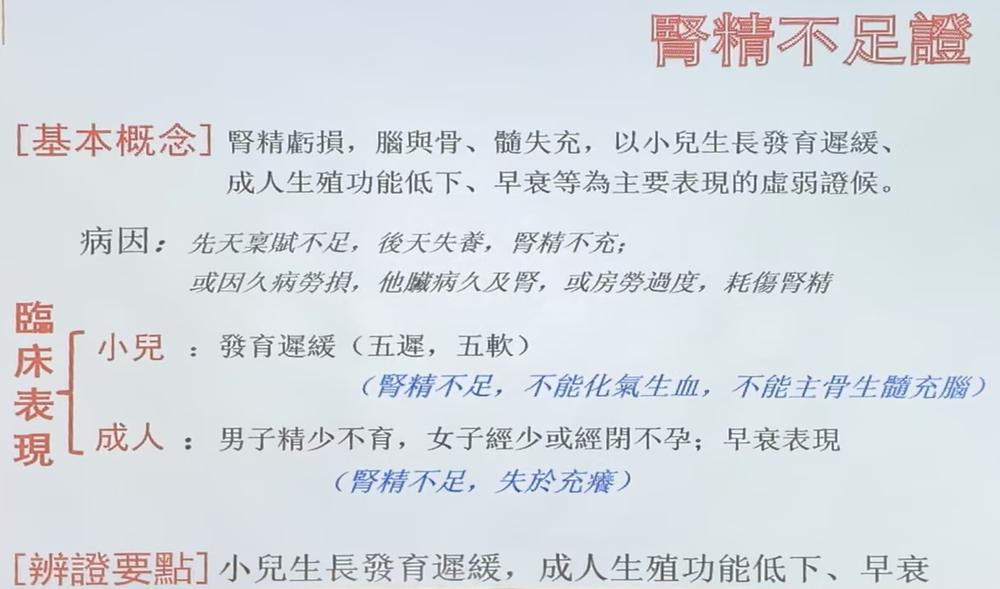 腎精不足證
[基本概念] 腎精虧損，腦與骨、髓失充，以小兒生長發育遲緩、
成人生殖功能低下、早衰等為主要表現的虛弱證候。
病因：先天稟賦不足，後天失養，腎精不充；
或因久病勞損，他臟病久及腎，或房勞過度，耗傷腎精
臨床表現
小兒：發育遲緩（五遲，五軟）
（腎精不足，不能化氣生血，不能主骨生髓充腦）
成人：男子精少不育，女子經少或經閉不孕；早衰表現
（腎精不足，失於充癢）
[辨證要點] 小兒生長發育遲緩，成人生殖功能低下、早衰